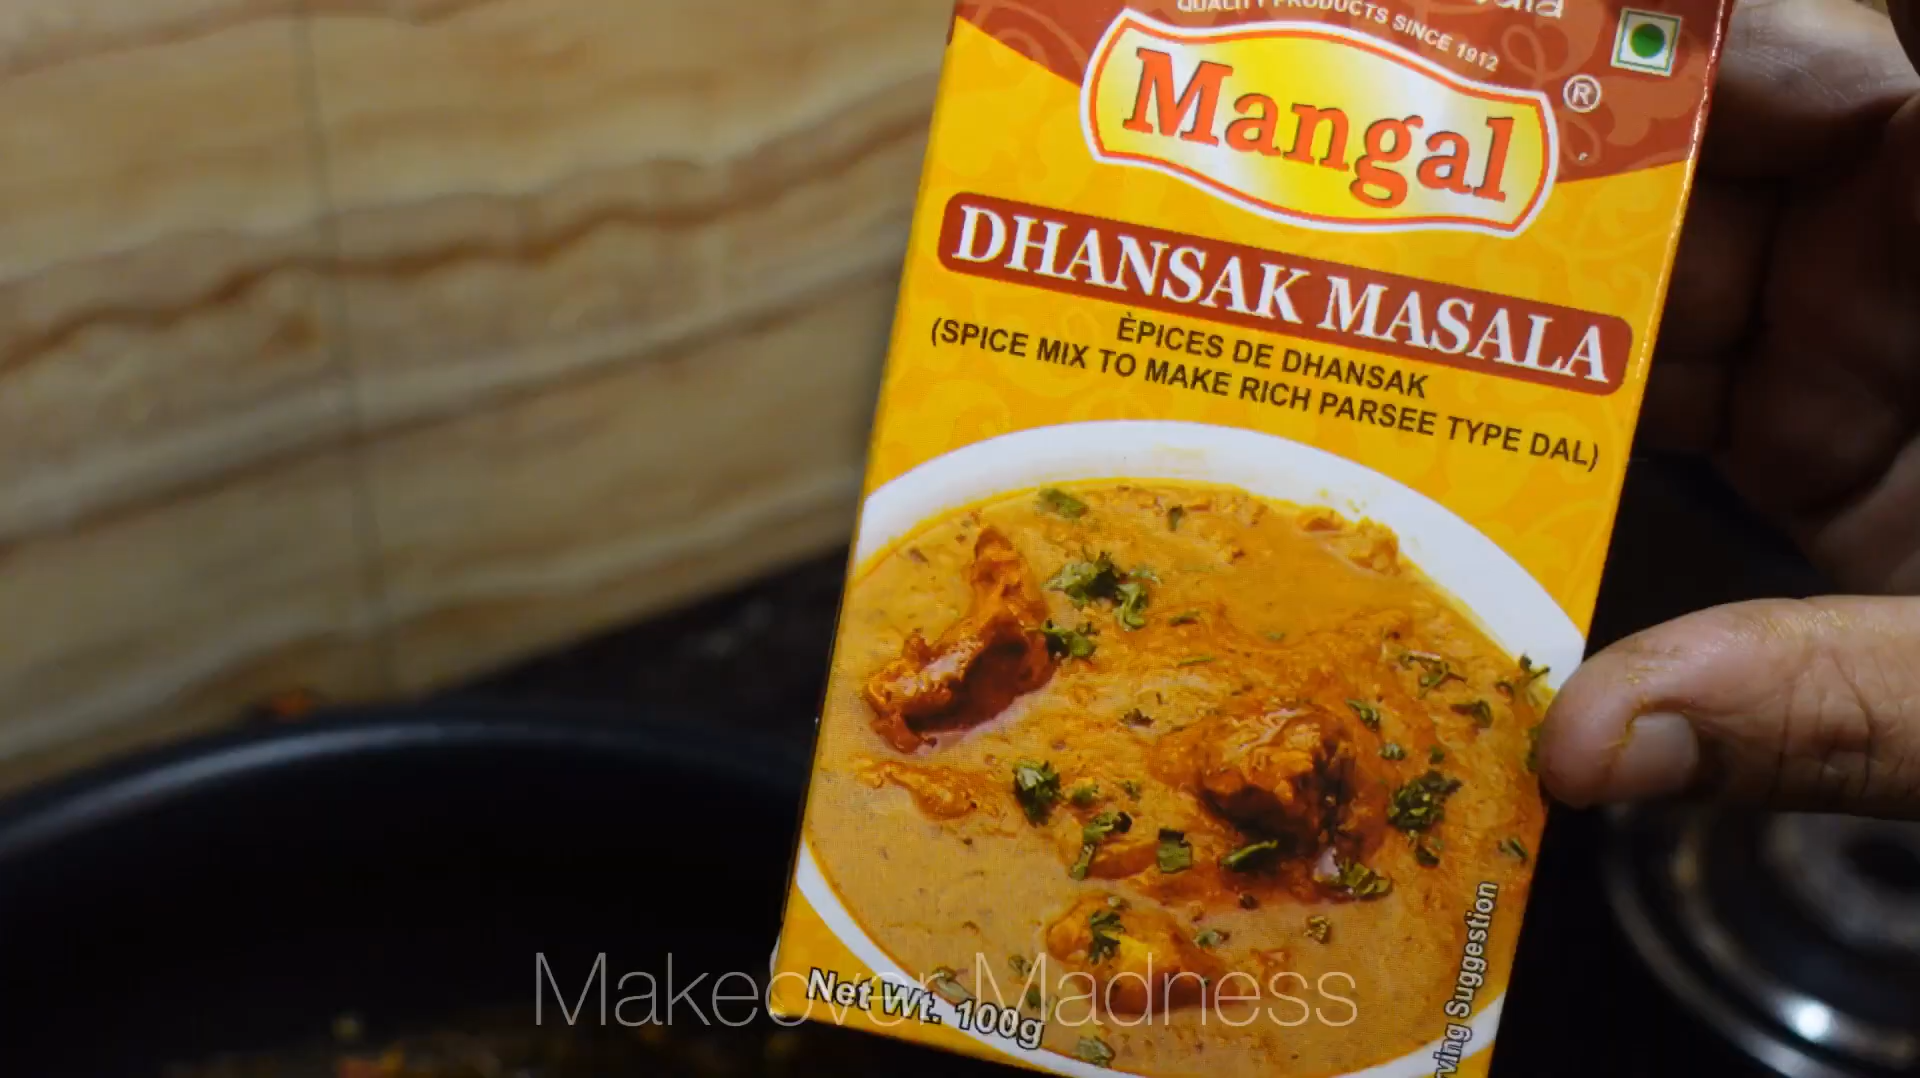 QUALITY PRODUCTS SINCE 1912
Mangal
®
DHANSAK MASALA
ÈPICES DE DHANSAK
(SPICE MIX TO MAKE RICH PARSEE TYPE DAL)
Net Wt. 100g
Suggestion
Makeover Madness